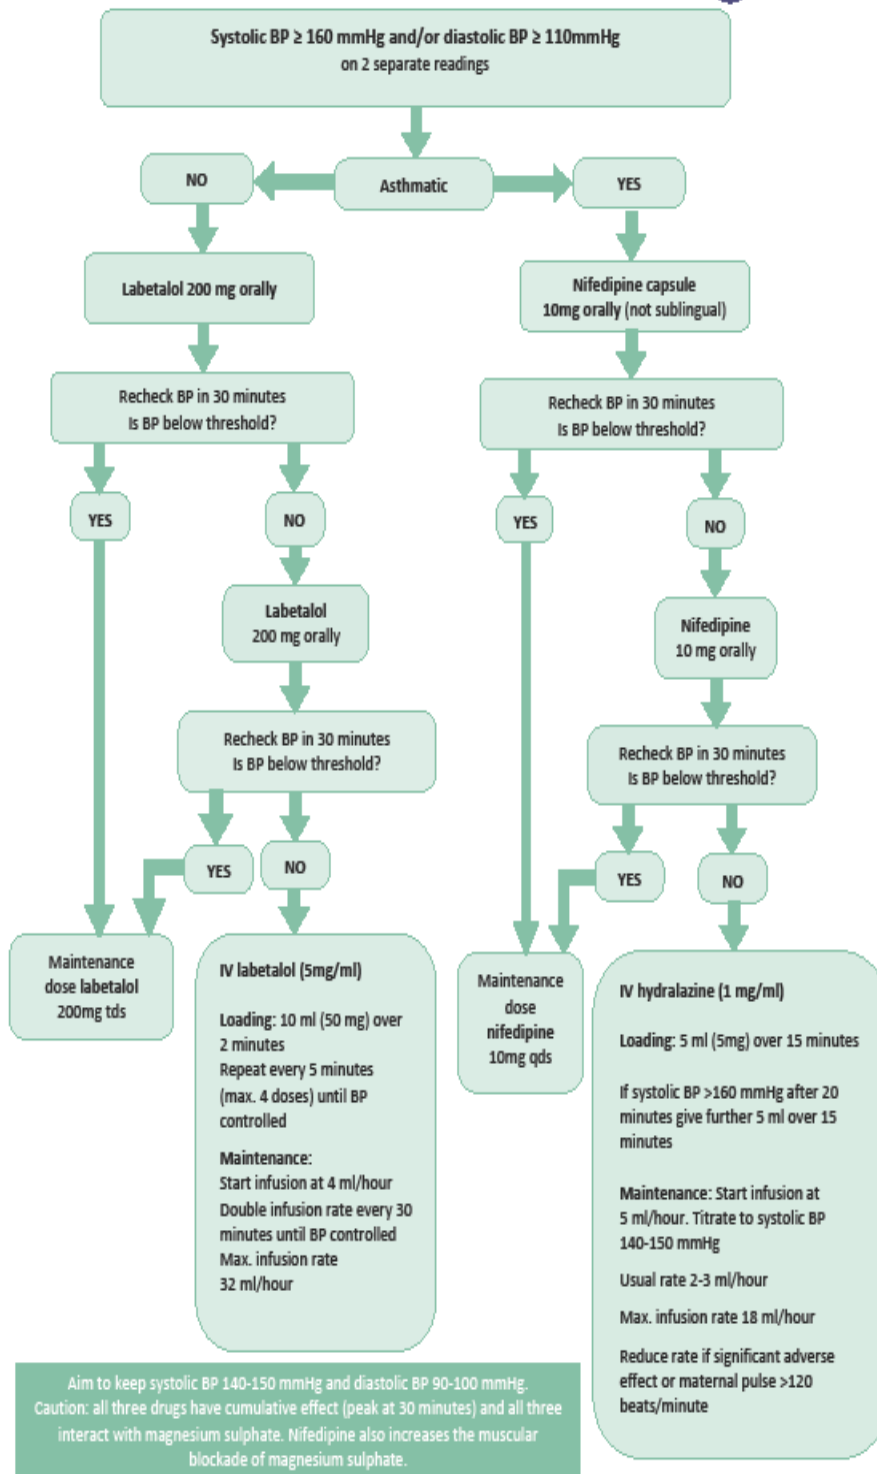 Systolic BP ≥ 160 mmHg and/or diastolic BP ≥ 110mmHg
on 2 separate readings
NO
Asthmatic
YES
Labetalol 200 mg orally
Nifedipine capsule
10mg orally (not sublingual)
Recheck BP in 30 minutes
Is BP below threshold?
Recheck BP in 30 minutes
Is BP below threshold?
YES
NO
YES
NO
Labetalol
200 mg orally
Nifedipine
10 mg orally
Recheck BP in 30 minutes
Is BP below threshold?
Recheck BP in 30 minutes
Is BP below threshold?
YES
NO
YES
NO
Maintenance
dose labetalol
200mg tds
IV labetalol (5mg/ml)
Loading: 10 ml (50 mg) over
2 minutes
Repeat every 5 minutes
(max. 4 doses) until BP
controlled
Maintenance:
Start infusion at 4 ml/hour
Double infusion rate every 30
minutes until BP controlled
Max. infusion rate
32 ml/hour
Maintenance
dose
nifedipine
10mg qds
IV hydralazine (1 mg/ml)
Loading: 5 ml (5mg) over 15 minutes
If systolic BP >160 mmHg after 20
minutes give further 5 ml over 15
minutes
Maintenance: Start infusion at
5 ml/hour. Titrate to systolic BP
140-150 mmHg
Usual rate 2-3 ml/hour
Max. infusion rate 18 ml/hour
Reduce rate if significant adverse
effect or maternal pulse >120
beats/minute
Aim to keep systolic BP 140-150 mmHg and diastolic BP 90-100 mmHg.
Caution: all three drugs have cumulative effect (peak at 30 minutes) and all three
interact with magnesium sulphate. Nifedipine also increases the muscular
blockade of magnesium sulphate.